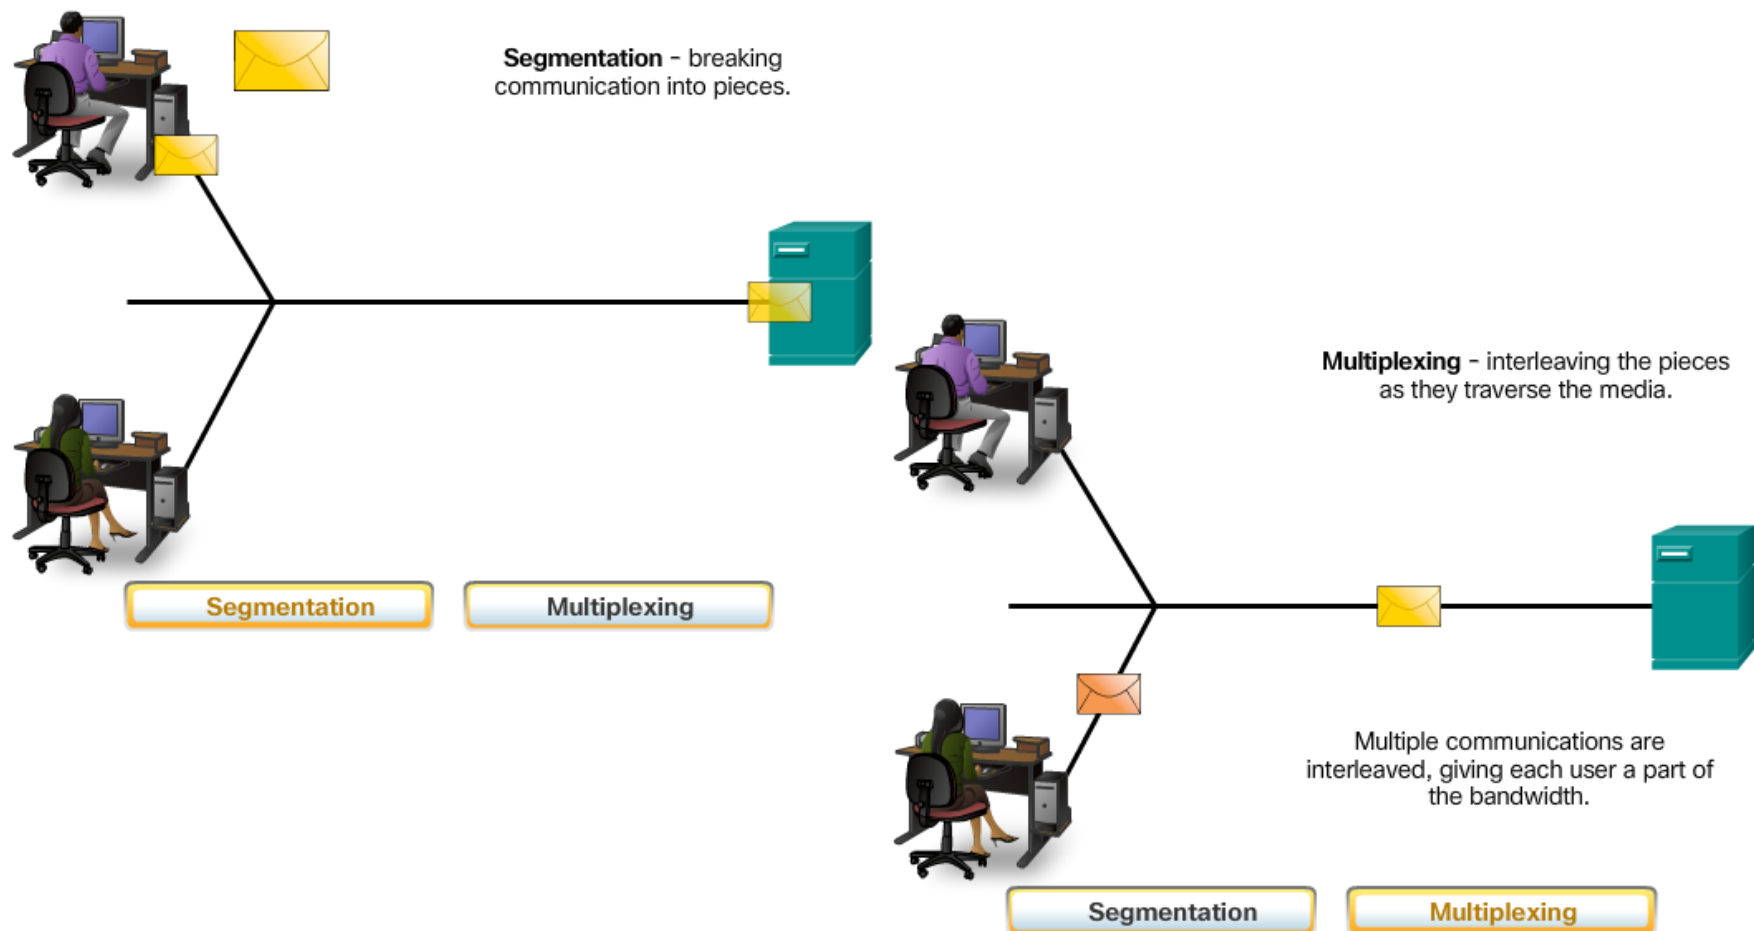 Segmentation - breaking
communication into pieces.
Segmentation
Multiplexing
Multiplexing - interleaving the pieces
as they traverse the media.
Multiple communications are
interleaved, giving each user a part of
the bandwidth.
Segmentation
Multiplexing